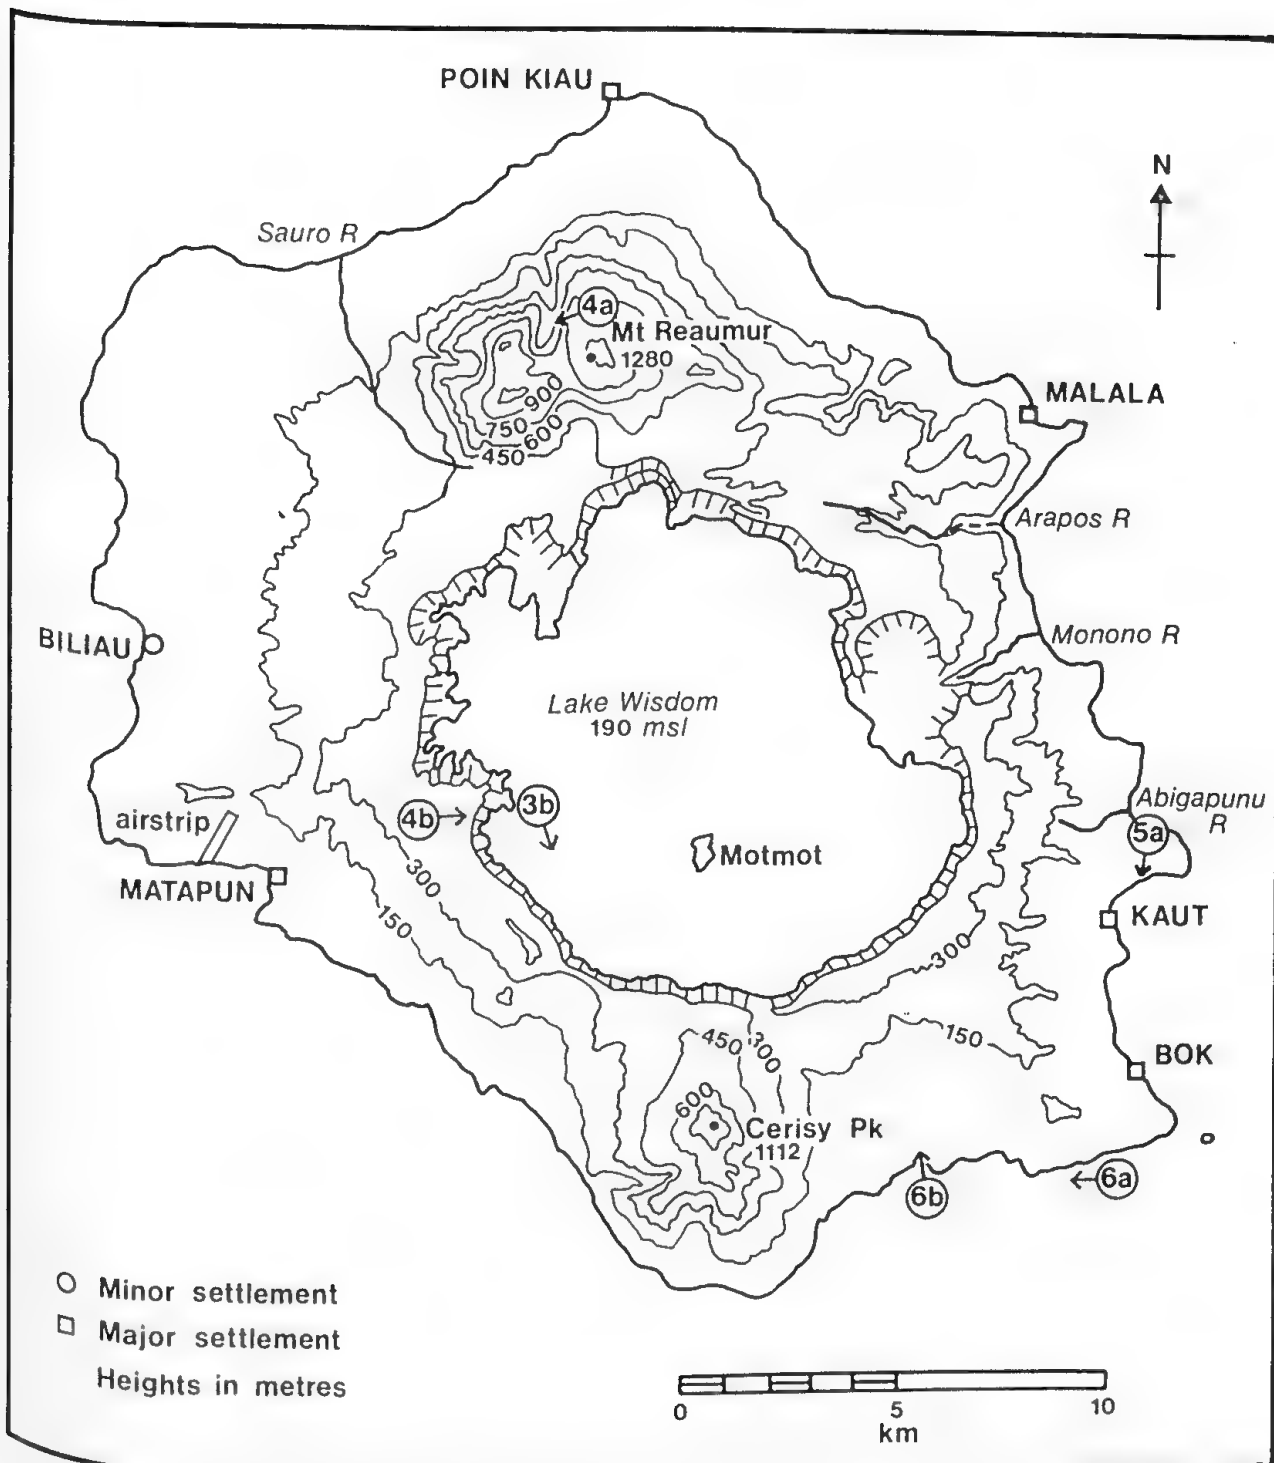 POIN KIAU
N
Sauro R
4a
Mt Reaumur
1280
MALALA
900
750
600
450
Arapos R
BILIAU
Monono R
Lake Wisdom
190 msl
airstrip
4b
3b
Abigapunu
R
5a
Motmot
MATAPUN
300
150
KAUT
300
450
300
150
BOK
600
Cerisy Pk
1112
6b
6a
Minor settlement
Major settlement
Heights in metres
0
5
10
km